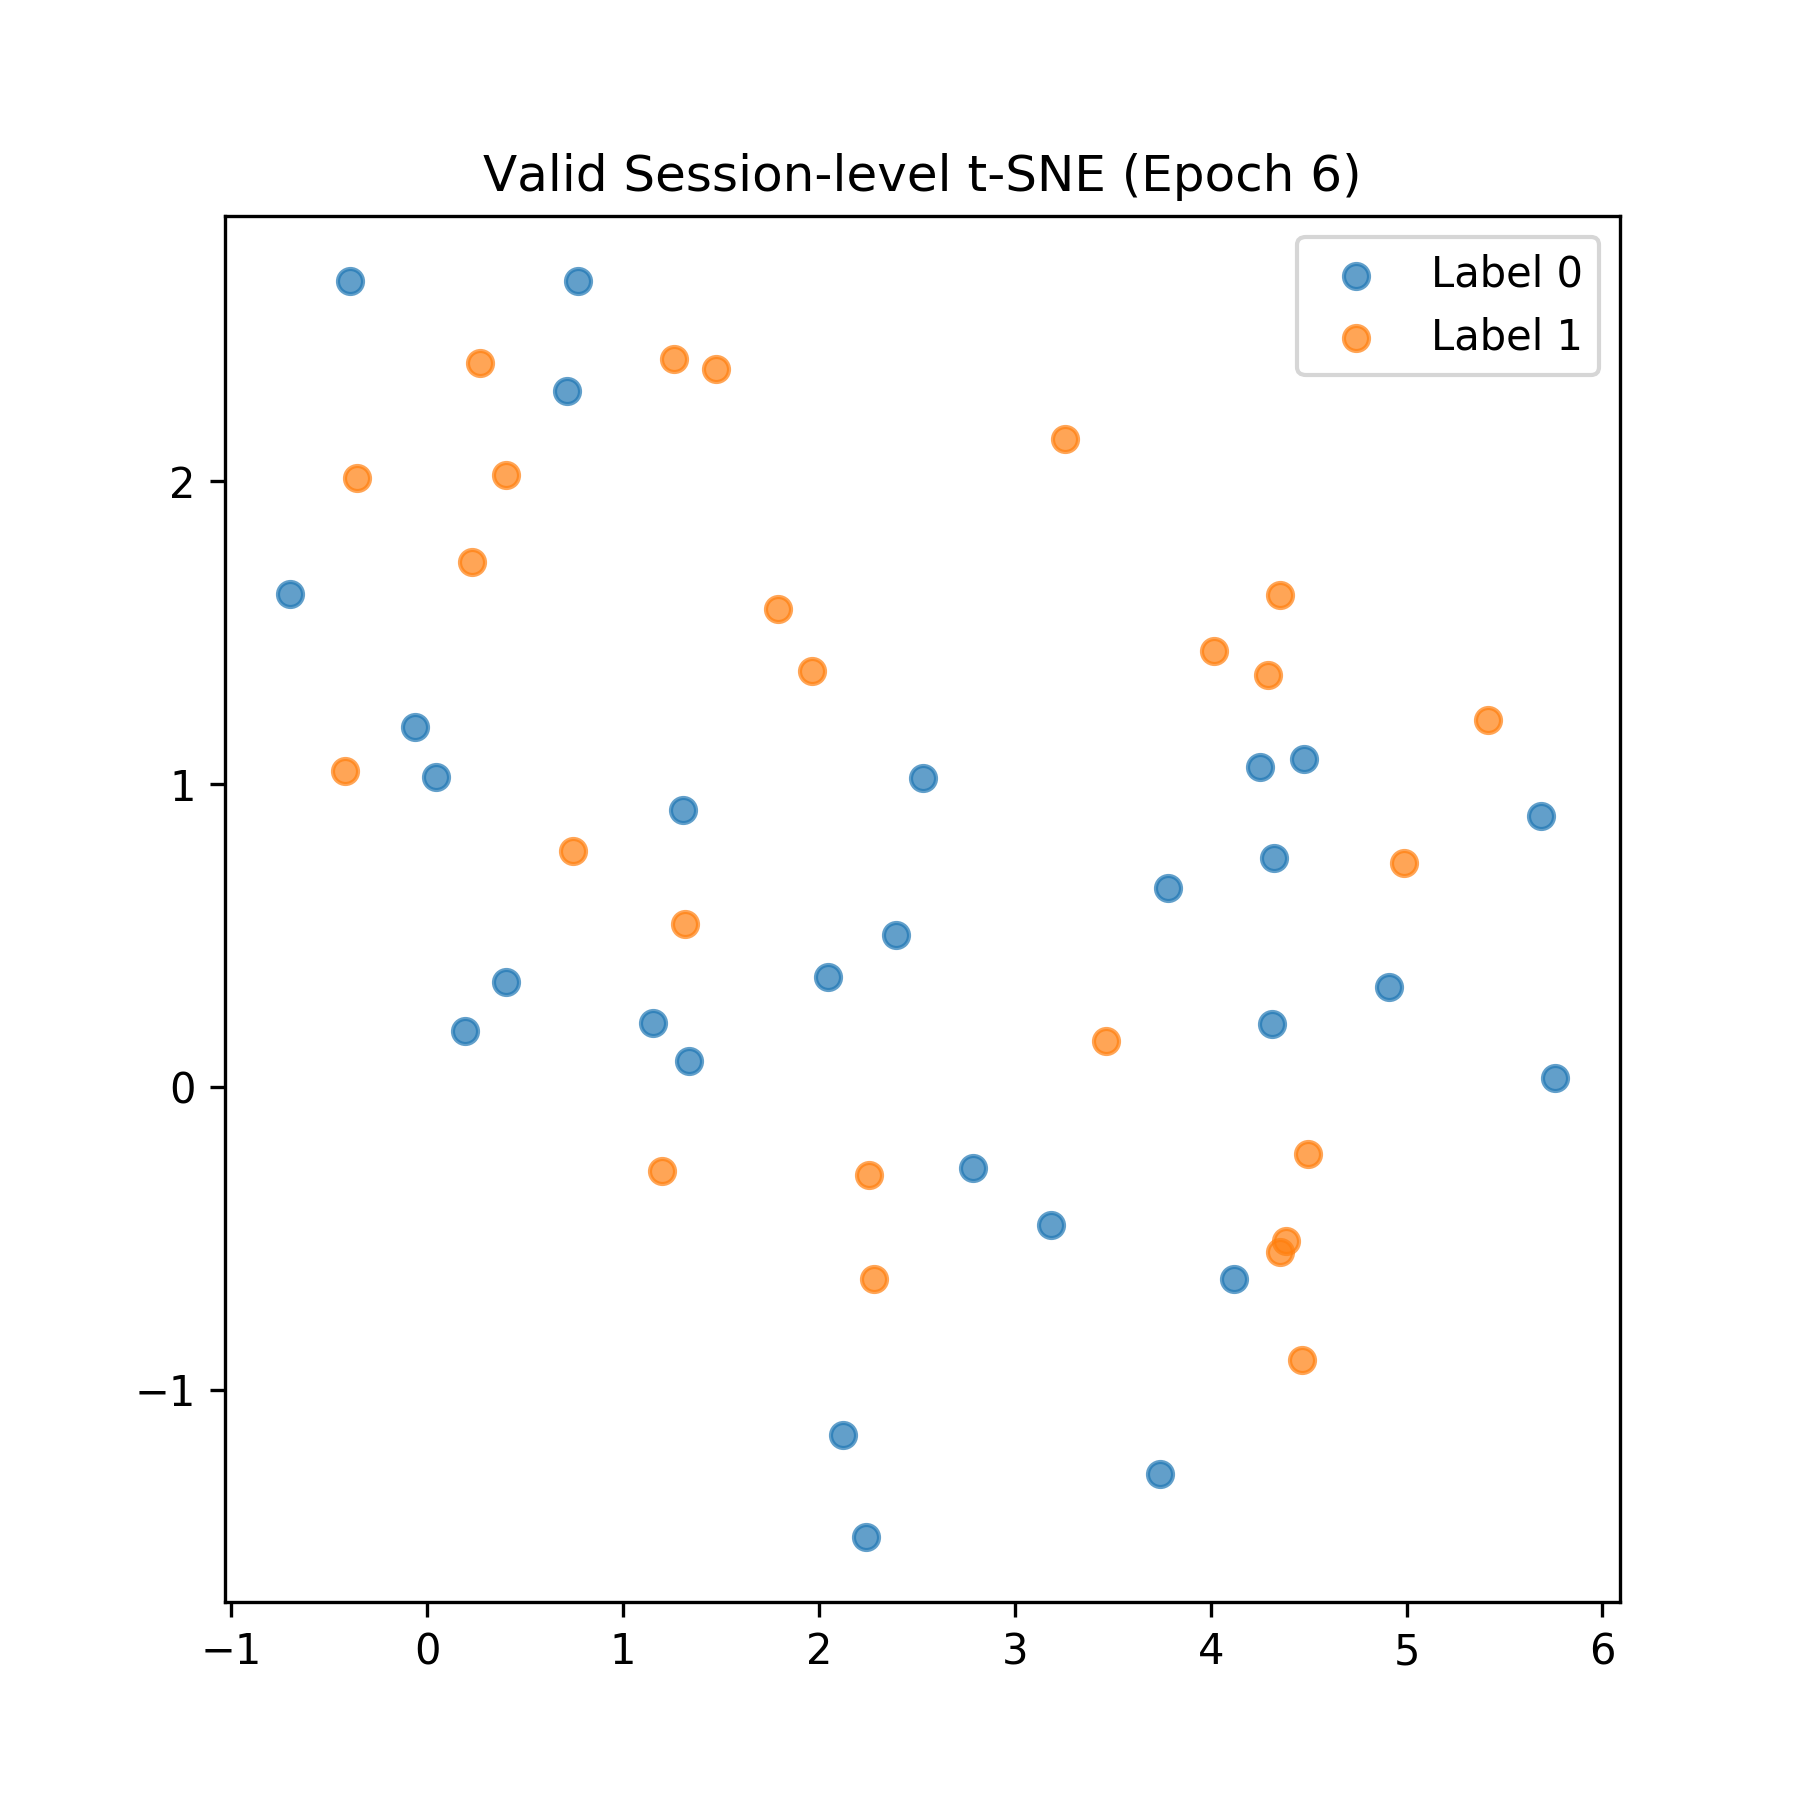 Valid Session-level t-SNE (Epoch 6)
Label 0
Label 1
2
1
0
−1
−1 0 1 2 3 4 5 6